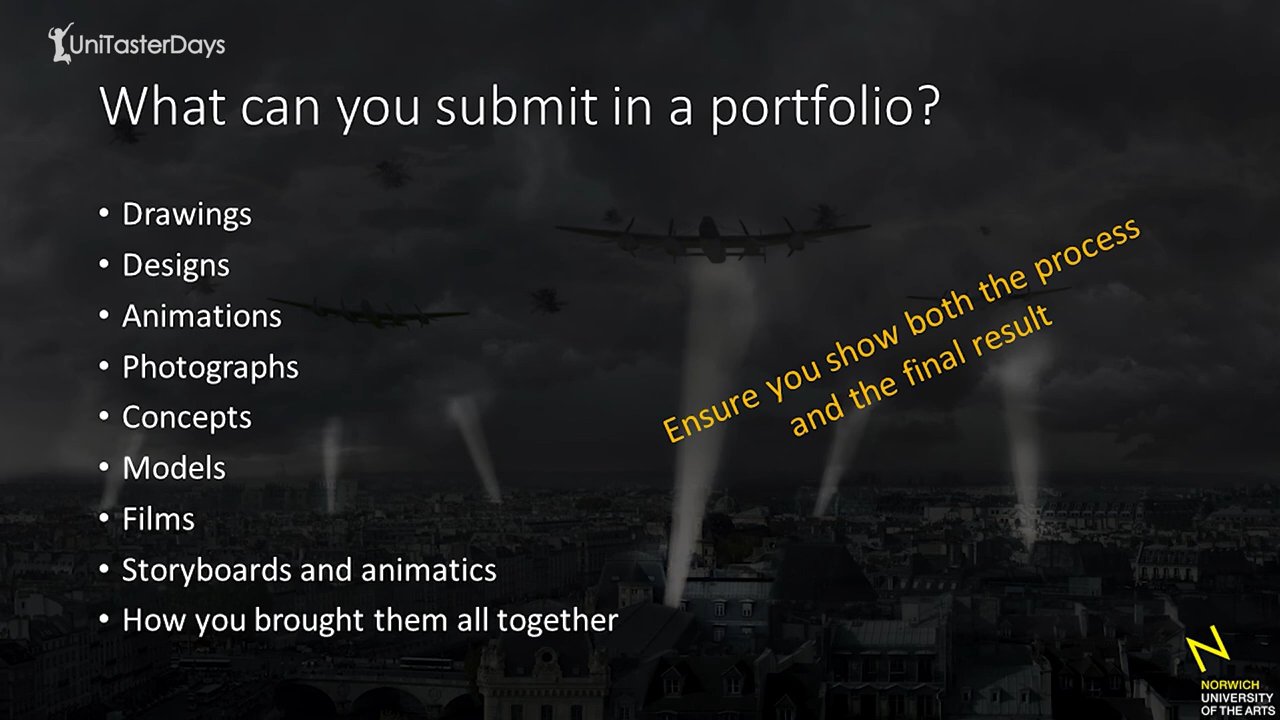 UniTasterDays
What can you submit in a portfolio?
• Drawings
• Designs
• Animations
• Photographs
• Concepts
• Models
• Films
• Storyboards and animatics
• How you brought them all together
Ensure you show both the process
and the final result
N
NORWICH
UNIVERSITY
OF THE ARTS